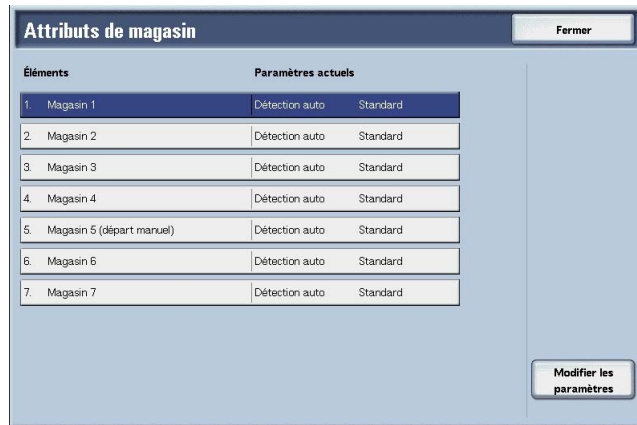 Attributs de magasin
Fermer
Éléments Paramètres actuels
1. Magasin 1 Détection auto Standard
2. Magasin 2 Détection auto Standard
3. Magasin 3 Détection auto Standard
4. Magasin 4 Détection auto Standard
5. Magasin 5 (départ manuel) Détection auto Standard
6. Magasin 6 Détection auto Standard
7. Magasin 7 Détection auto Standard
Modifier les
paramètres